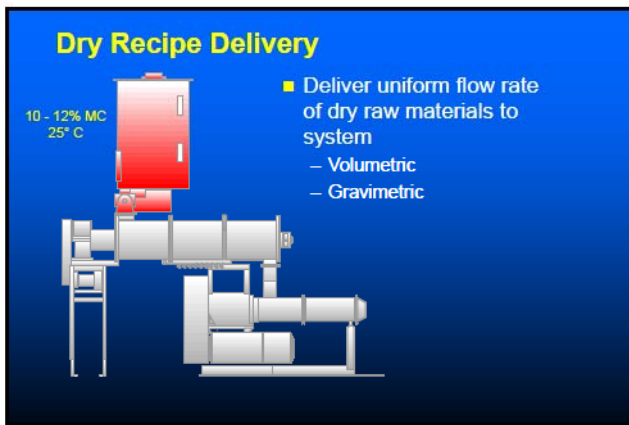 Dry Recipe Delivery
10 - 12% MC
25° C
Deliver uniform flow rate
of dry raw materials to
system
– Volumetric
– Gravimetric